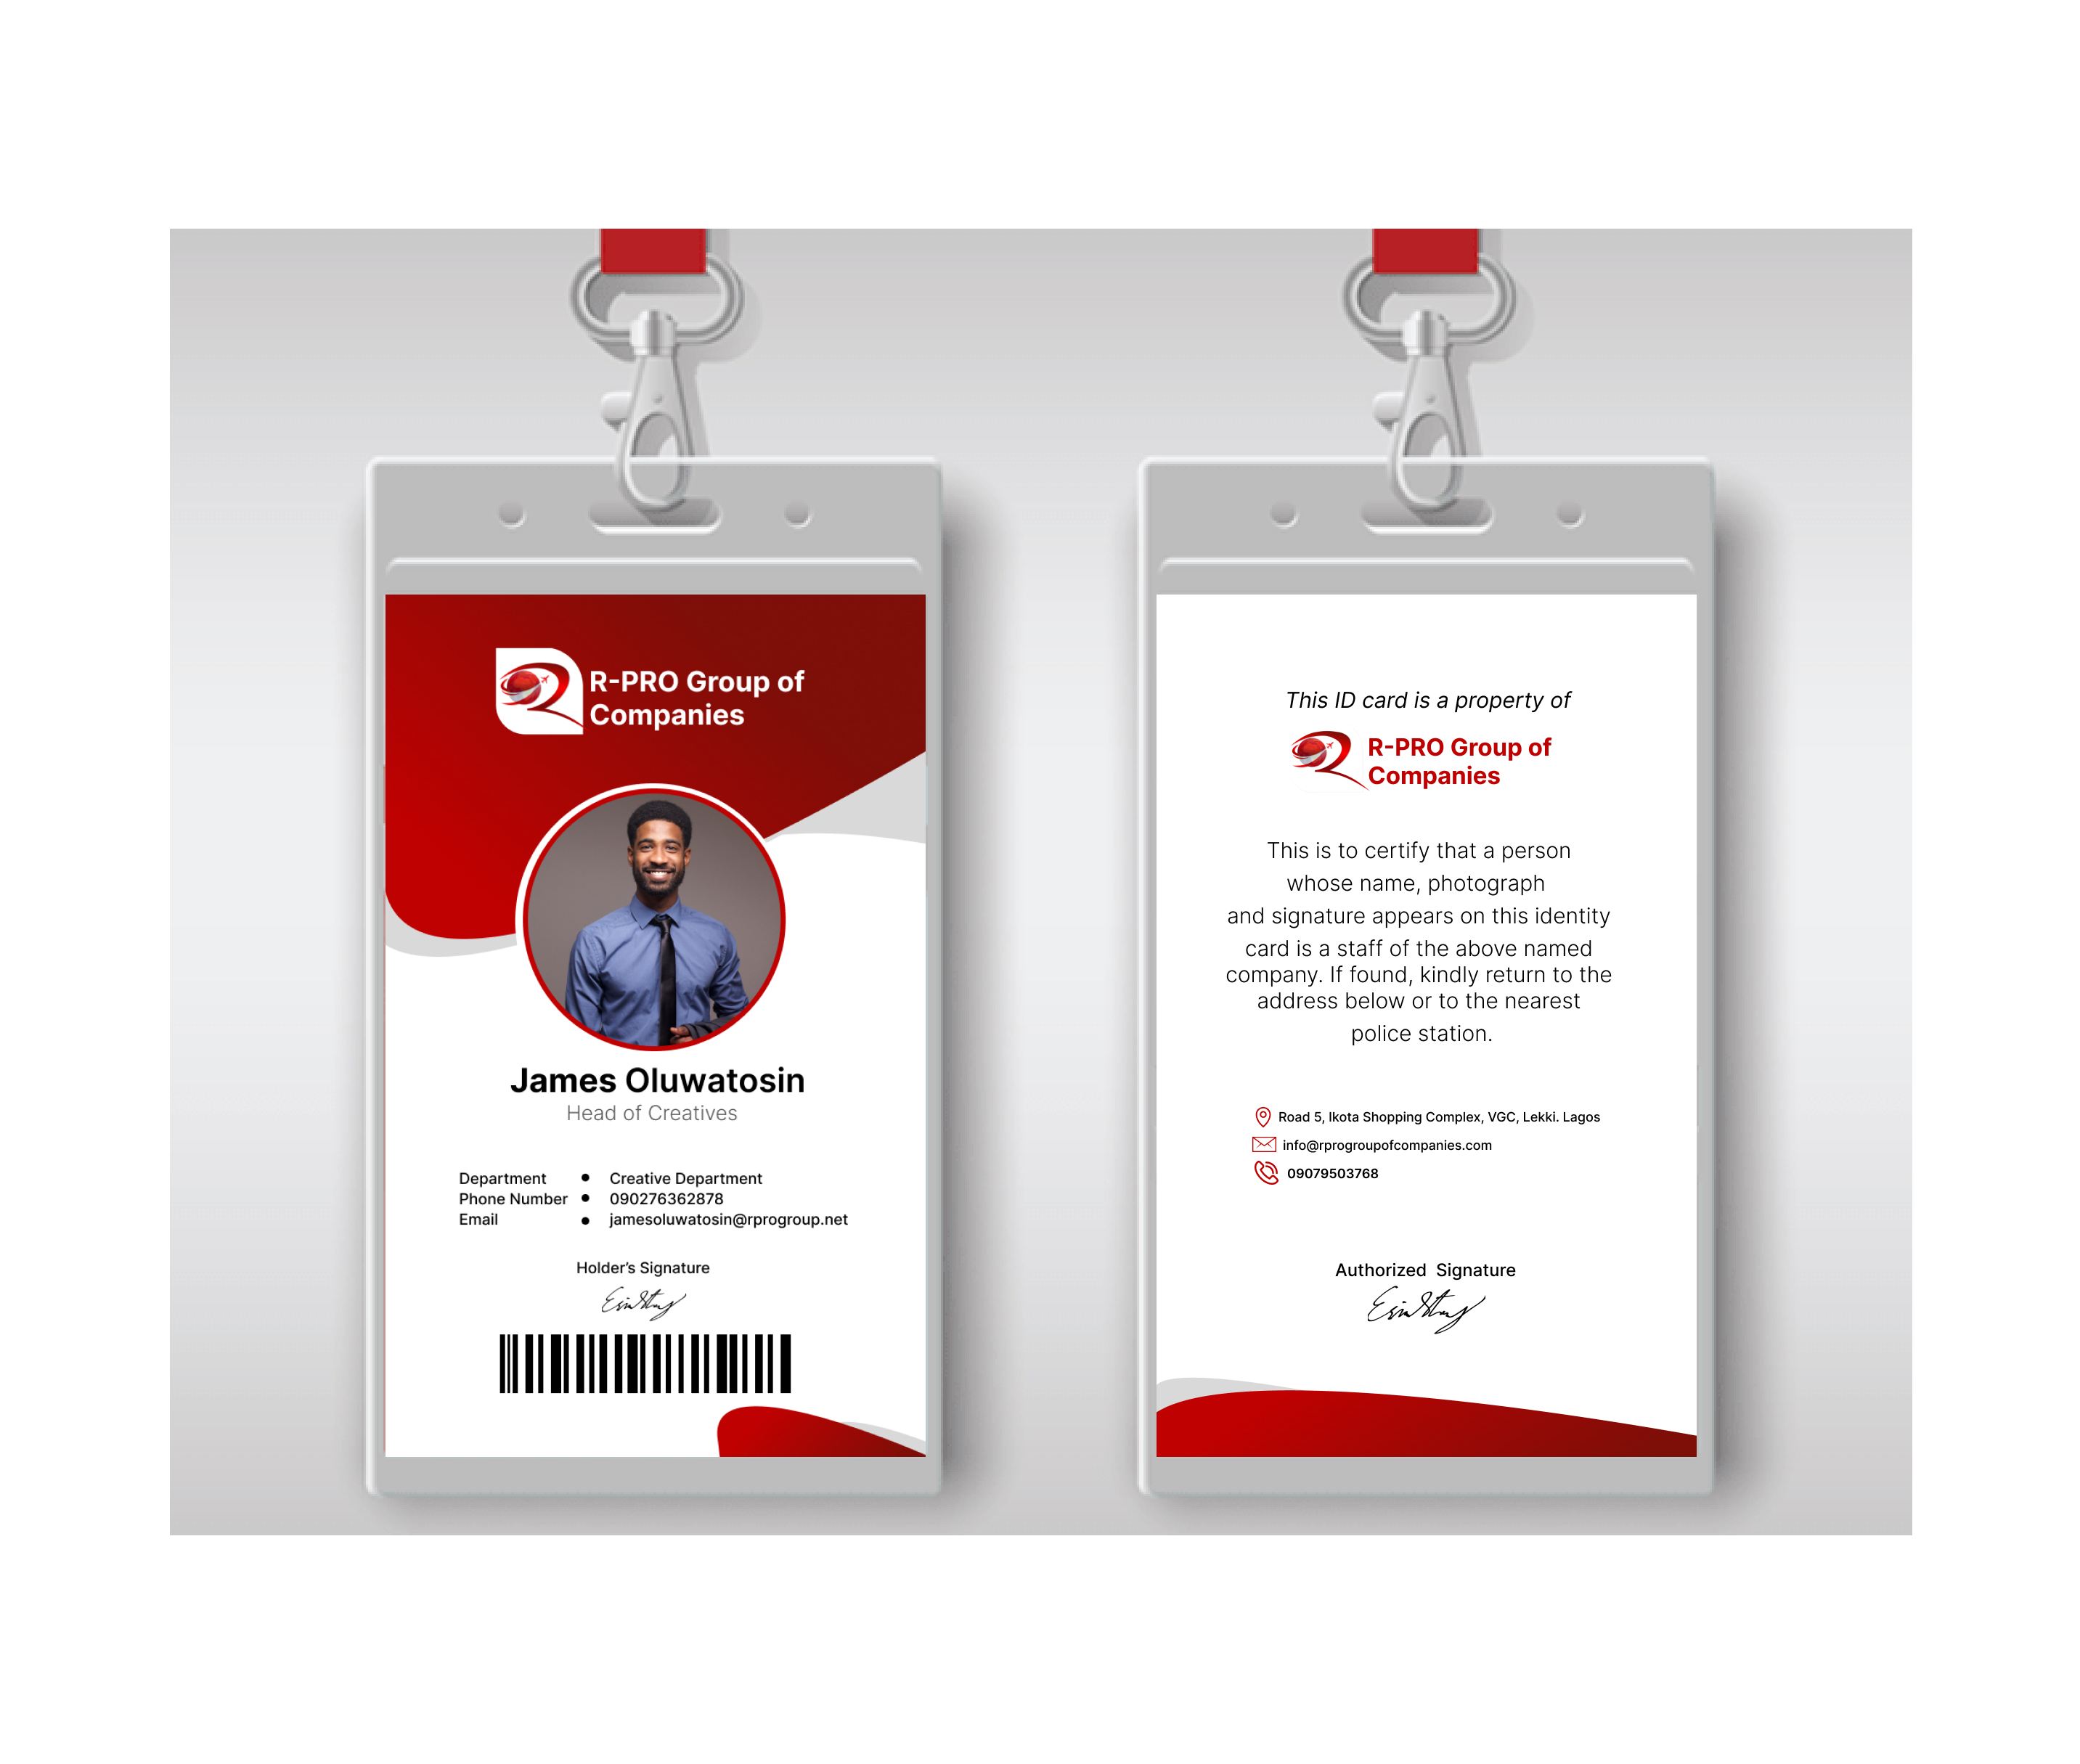 R-PRO Group of
Companies
James Oluwatosin
Head of Creatives
Department • Creative Department
Phone Number • 090276362878
Email • jamesoluwatosin@rprogroup.net
Holder's Signature
This ID card is a property of
R-PRO Group of
Companies
This is to certify that a person
whose name, photograph
and signature appears on this identity
card is a staff of the above named
company. If found, kindly return to the
address below or to the nearest
police station.
Road 5, Ikota Shopping Complex, VGC, Lekki. Lagos
info@rprogroupofcompanies.com
09079503768
Authorized Signature